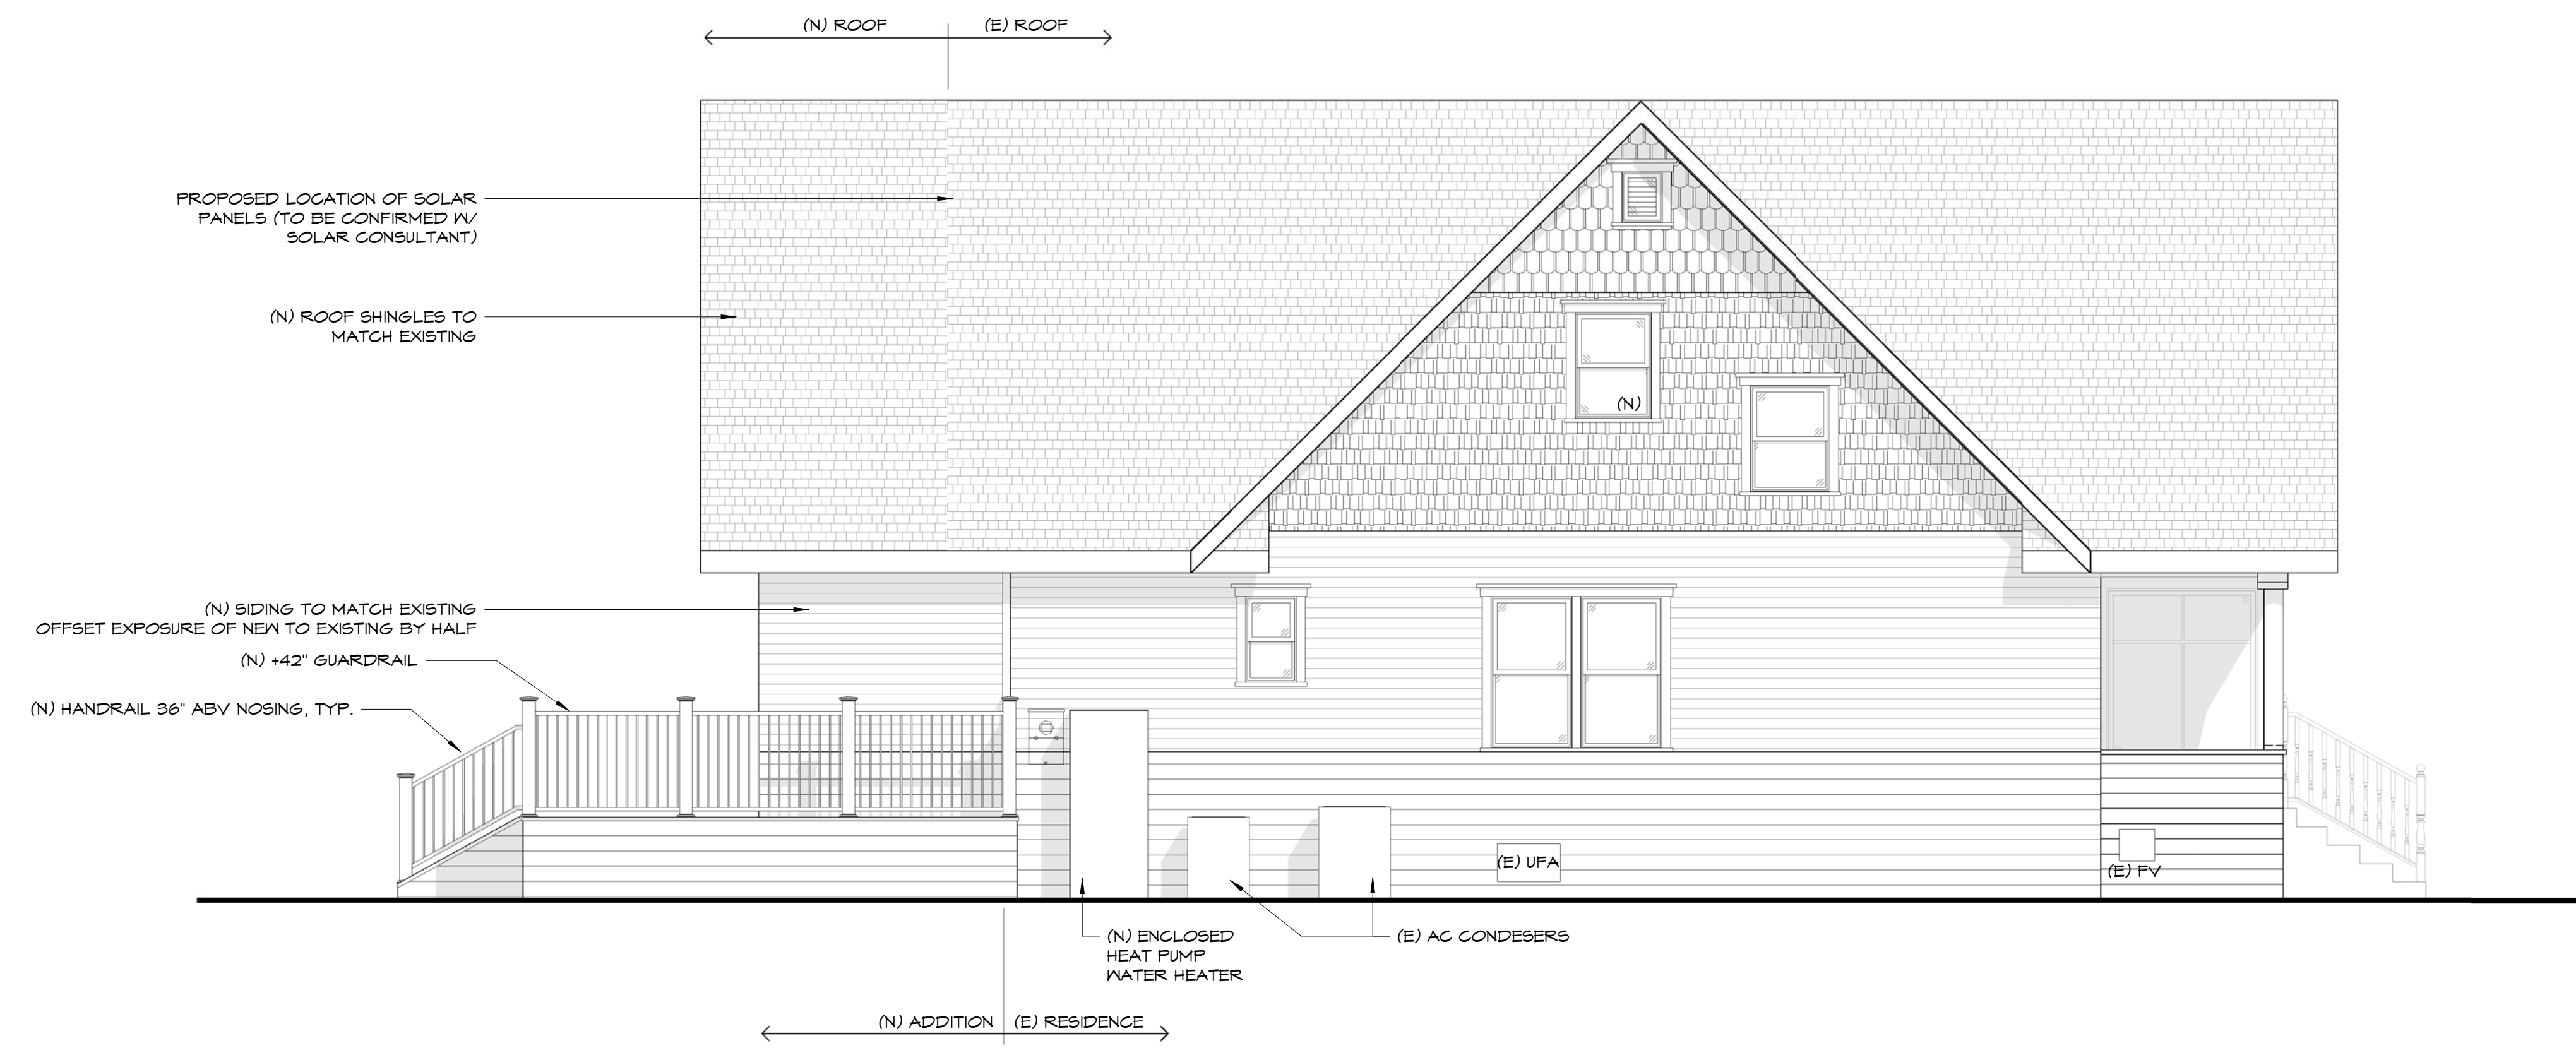 (N) ROOF
(E) ROOF
PROPOSED LOCATION OF SOLAR
PANELS (TO BE CONFIRMED W/
SOLAR CONSULTANT)
(N) ROOF SHINGLES TO
MATCH EXISTING
(N)
(N) SIDING TO MATCH EXISTING
OFFSET EXPOSURE OF NEW TO EXISTING BY HALF
(N) +42" GUARDRAIL
(N) HANDRAIL 36" ABV NOSING, TYP.
(E) UFA
(E) FV
(N) ENCLOSED
HEAT PUMP
WATER HEATER
(E) AC CONDESERS
(N) ADDITION
(E) RESIDENCE